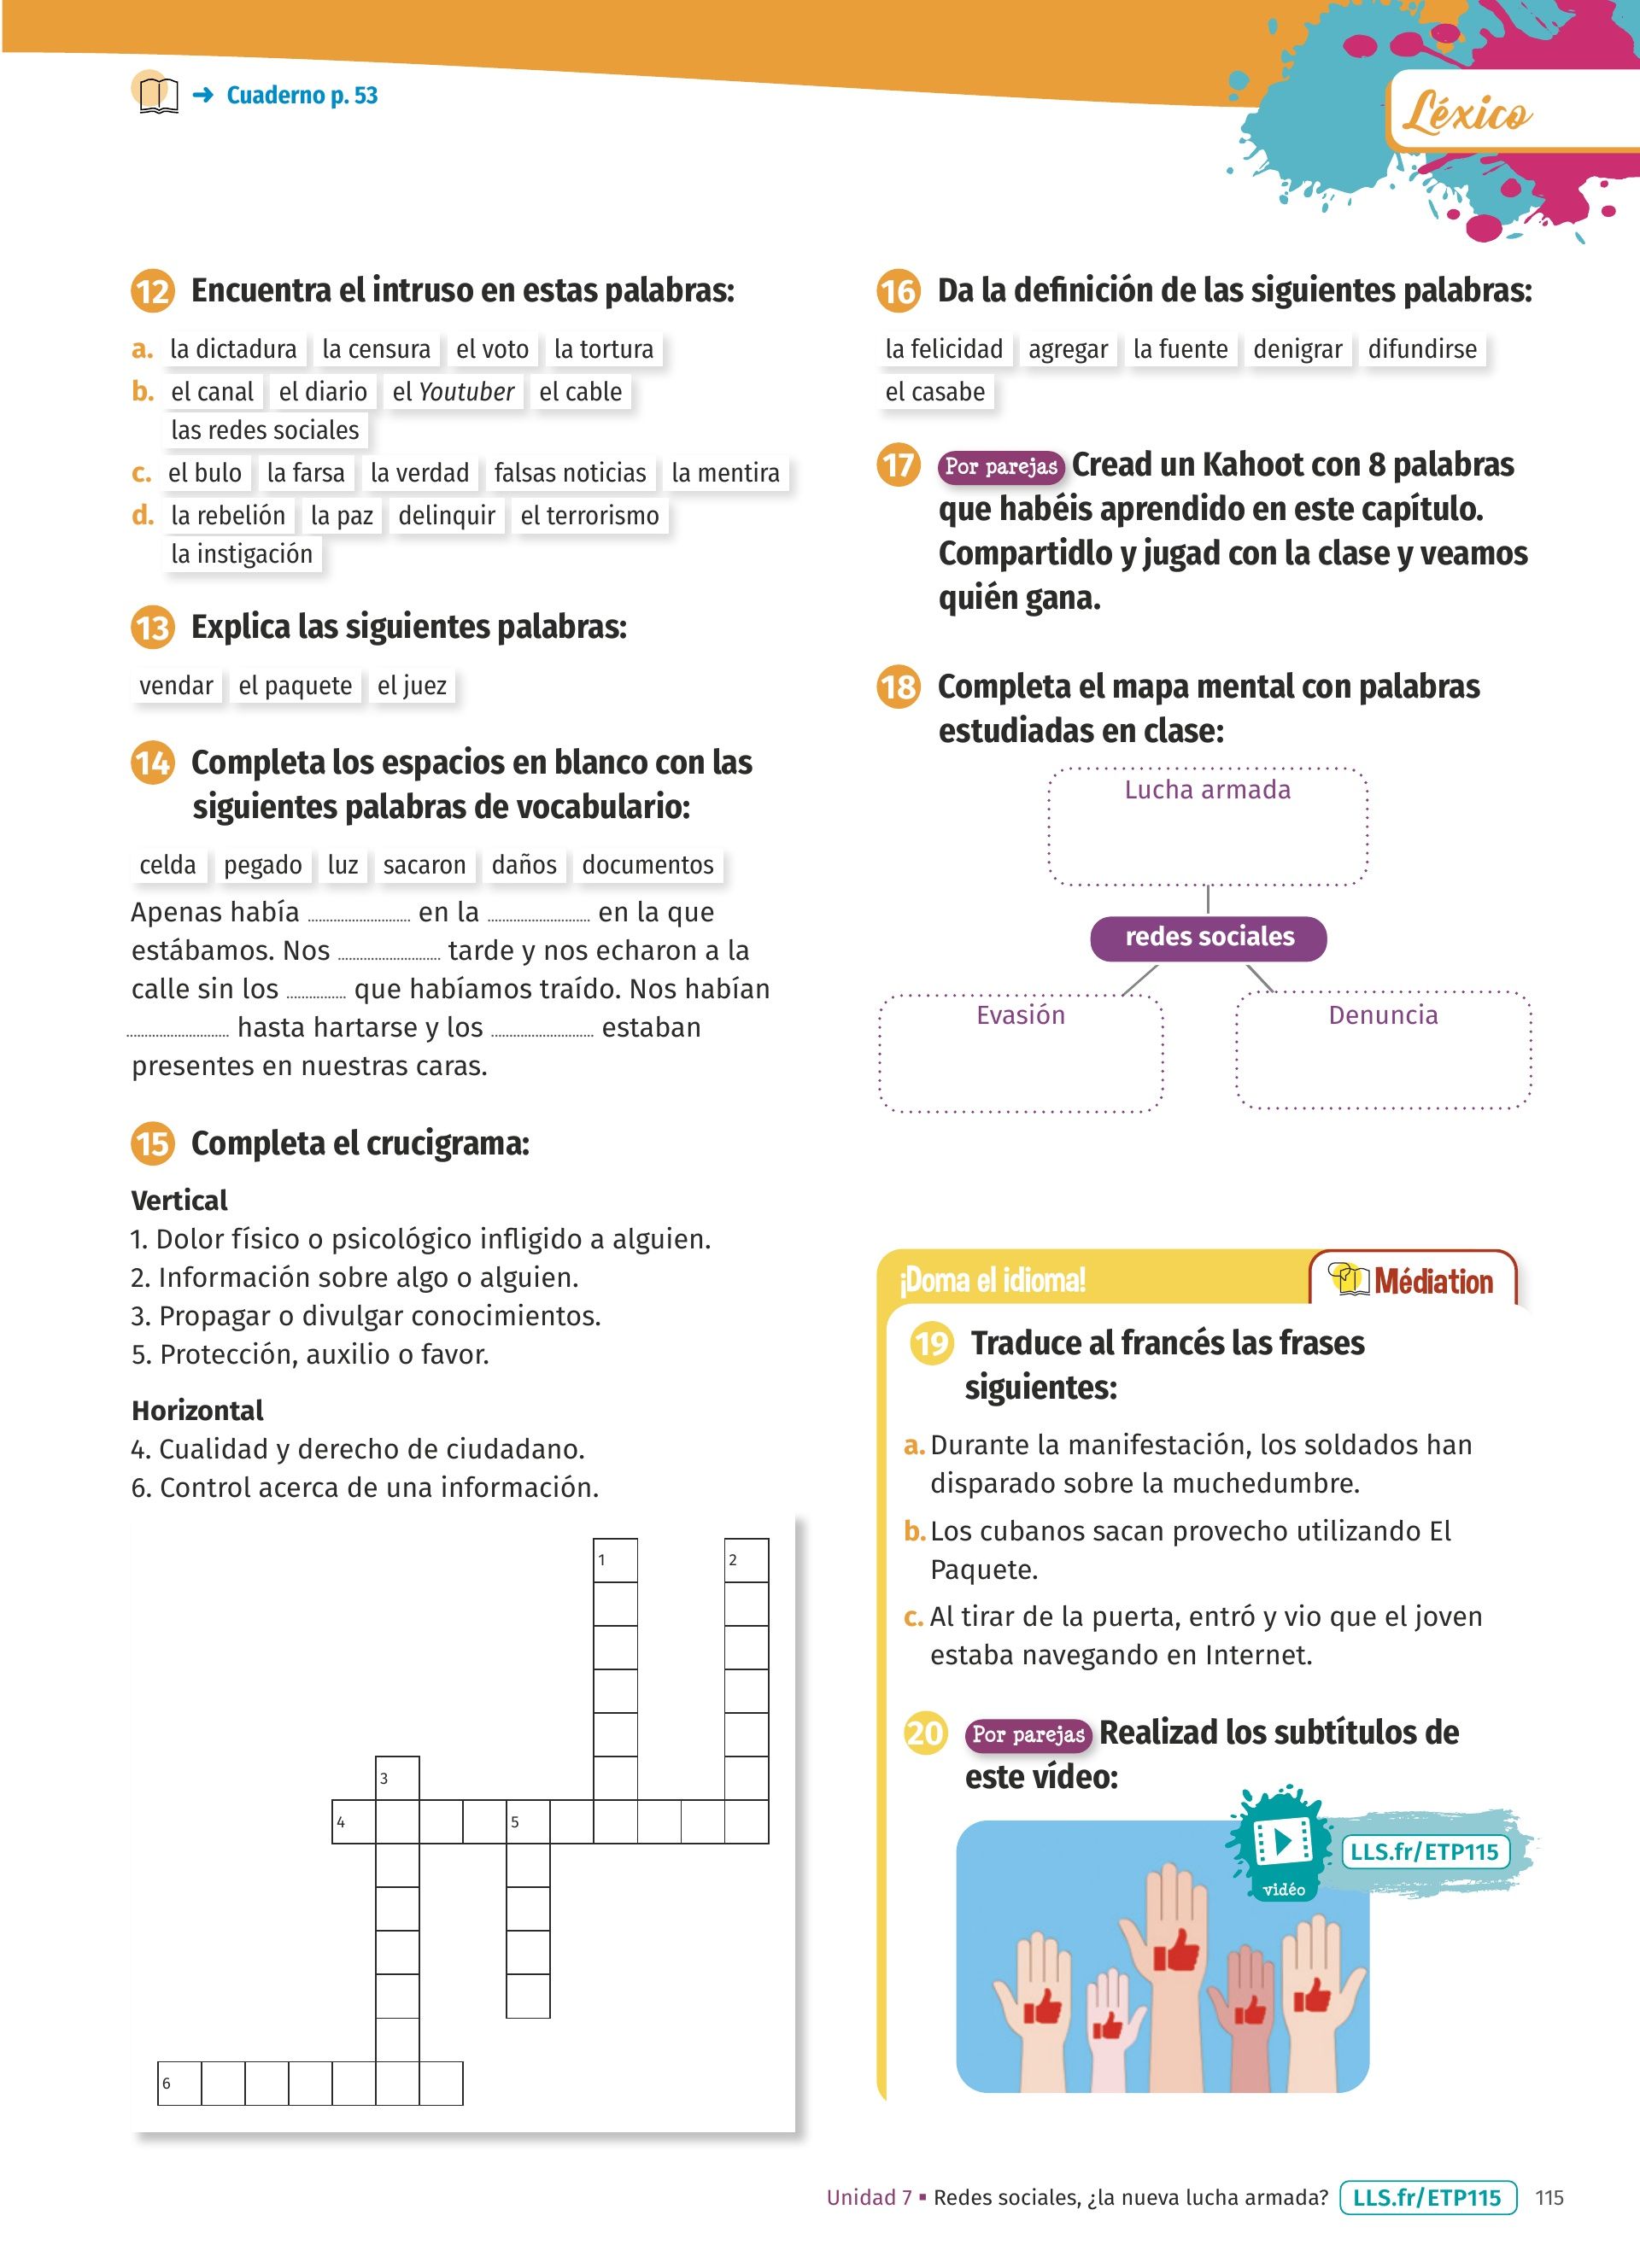 ➜ Cuaderno p. 53
Léxico
12 Encuentra el intruso en estas palabras:
a. la dictadura la censura el voto la tortura
b. el canal el diario el Youtuber el cable
las redes sociales
c. el bulo la farsa la verdad falsas noticias la mentira
d. la rebelión la paz delinquir el terrorismo
la instigación
13 Explica las siguientes palabras:
vendar el paquete el juez
14 Completa los espacios en blanco con las
siguientes palabras de vocabulario:
celda pegado luz sacaron daños documentos
Apenas había ............ en la ............ en la que
estábamos. Nos ............ tarde y nos echaron a la
calle sin los ............ que habíamos traído. Nos habían
............ hasta hartarse y los ............ estaban
presentes en nuestras caras.
15 Completa el crucigrama:
Vertical
1. Dolor físico o psicológico infligido a alguien.
2. Información sobre algo o alguien.
3. Propagar o divulgar conocimientos.
5. Protección, auxilio o favor.
Horizontal
4. Cualidad y derecho de ciudadano.
6. Control acerca de una información.
1
2
3
4
5
6
16 Da la definición de las siguientes palabras:
la felicidad agregar la fuente denigrar difundirse
el casabe
17 Por parejas Cread un Kahoot con 8 palabras
que habéis aprendido en este capítulo.
Compartidlo y jugad con la clase y veamos
quién gana.
18 Completa el mapa mental con palabras
estudiadas en clase:
Lucha armada
redes sociales
Evasión
Denuncia
¡Doma el idioma!
Médiation
19 Traduce al francés las frases
siguientes:
a. Durante la manifestación, los soldados han
disparado sobre la muchedumbre.
b. Los cubanos sacan provecho utilizando El
Paquete.
c. Al tirar de la puerta, entró y vio que el joven
estaba navegando en Internet.
20 Por parejas Realizad los subtítulos de
este vídeo:
LLS.fr/ETP115
vidéo
Unidad 7 ▪ Redes sociales, ¿la nueva lucha armada? LLS.fr/ETP115 115